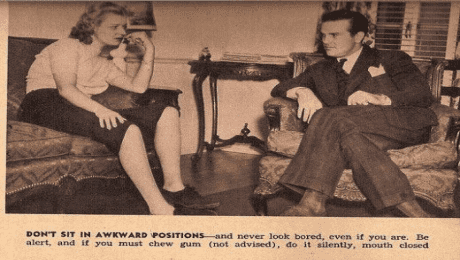 DON'T SIT IN AWKWARD POSITIONS—and never look bored, even if you are. Be
alert, and if you must chew gum (not advised), do it silently, mouth closed